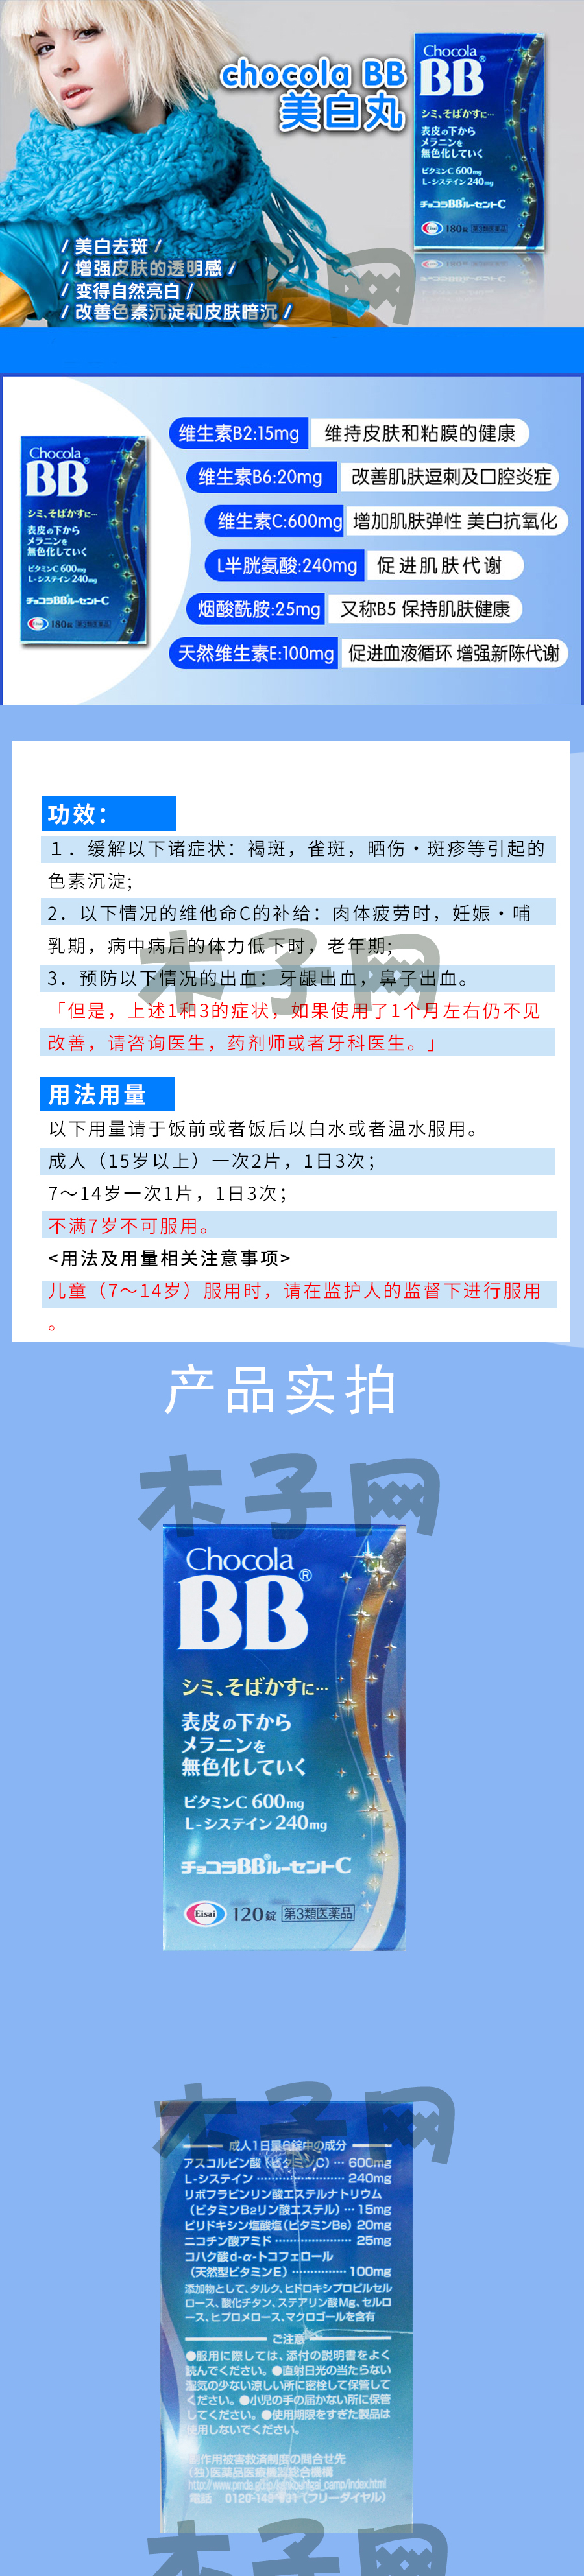 chocola BB
美白丸
/ 美白去斑 /
/ 增强皮肤的透明感 /
/ 变得自然亮白 /
/ 改善色素沉淀和皮肤暗沉 /
Chocola
BB®
シミ、そばかすに…
表皮の下から
メラニンを
無色化していく
ビタミンC 600mg
L-システイン 240mg
チョコラBB®ルーセントC
Eisai 180錠 第3類医薬品
木子网
Chocola
BB®
シミ、そばかすに…
表皮の下から
メラニンを
無色化していく
ビタミンC 600mg
L-システイン 240mg
チョコラBB®ルーセントC
Eisai 180錠 第3類医薬品
维生素B2:15mg 维持皮肤和粘膜的健康
维生素B6:20mg 改善肌肤逗刺及口腔炎症
维生素C:600mg 增加肌肤弹性 美白抗氧化
L半胱氨酸:240mg 促进肌肤代谢
烟酸酰胺:25mg 又称B5 保持肌肤健康
天然维生素E:100mg 促进血液循环 增强新陈代谢
功效：
１．缓解以下诸症状：褐斑，雀斑，晒伤・斑疹等引起的
色素沉淀;
2．以下情况的维他命C的补给：肉体疲劳时，妊娠・哺
乳期，病中病后的体力低下时，老年期;
3．预防以下情况的出血：牙龈出血，鼻子出血。
「但是，上述1和3的症状，如果使用了1个月左右仍不见
改善，请咨询医生，药剂师或者牙科医生。」
木子网
用法用量
以下用量请于饭前或者饭后以白水或者温水服用。
成人（15岁以上）一次2片，1日3次；
7～14岁一次1片，1日3次；
不满7岁不可服用。
<用法及用量相关注意事项>
儿童（7～14岁）服用时，请在监护人的监督下进行服用
。
产品实拍
木子网
Chocola
BB®
シミ、そばかすに…
表皮の下から
メラニンを
無色化していく
ビタミンC 600mg
L-システイン 240mg
チョコラBB®ルーセントC
Eisai 120錠 第3類医薬品
木子网
成人1日量6錠中の成分
アスコルビン酸（ビタミンC）… 600mg
L-システイン ……………… 240mg
リボフラビンリン酸エステルナトリウム
（ビタミンB2リン酸エステル）… 15mg
ピリドキシン塩酸塩（ビタミンB6） 20mg
ニコチン酸アミド …………… 25mg
コハク酸d-α-トコフェロール
（天然型ビタミンE）…………… 100mg
添加物として、タルク、ヒドロキシプロピルセル
ロース、酸化チタン、ステアリン酸Mg、セルロ
ース、ヒプロメロース、マクロゴールを含有
ご注意
●服用に際しては、添付の説明書をよく
読んでください。●直射日光の当たらない
湿気の少ない涼しい所に密栓して保管して
ください。●小児の手の届かない所に保管
してください。●使用期限をすぎた製品は
使用しないでください。
副作用被害救済制度の問合せ先
（独）医薬品医療機器総合機構
電話 0120-149-931（フリーダイヤル）
木子网